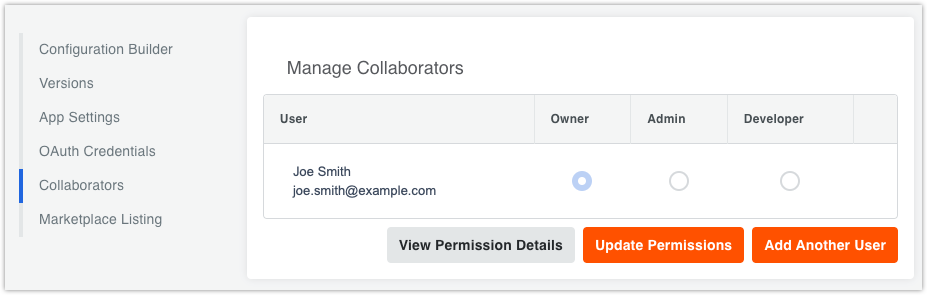 Configuration Builder
Versions
App Settings
OAuth Credentials
Collaborators
Marketplace Listing
Manage Collaborators
User Owner Admin Developer
Joe Smith
joe.smith@example.com
View Permission Details Update Permissions Add Another User